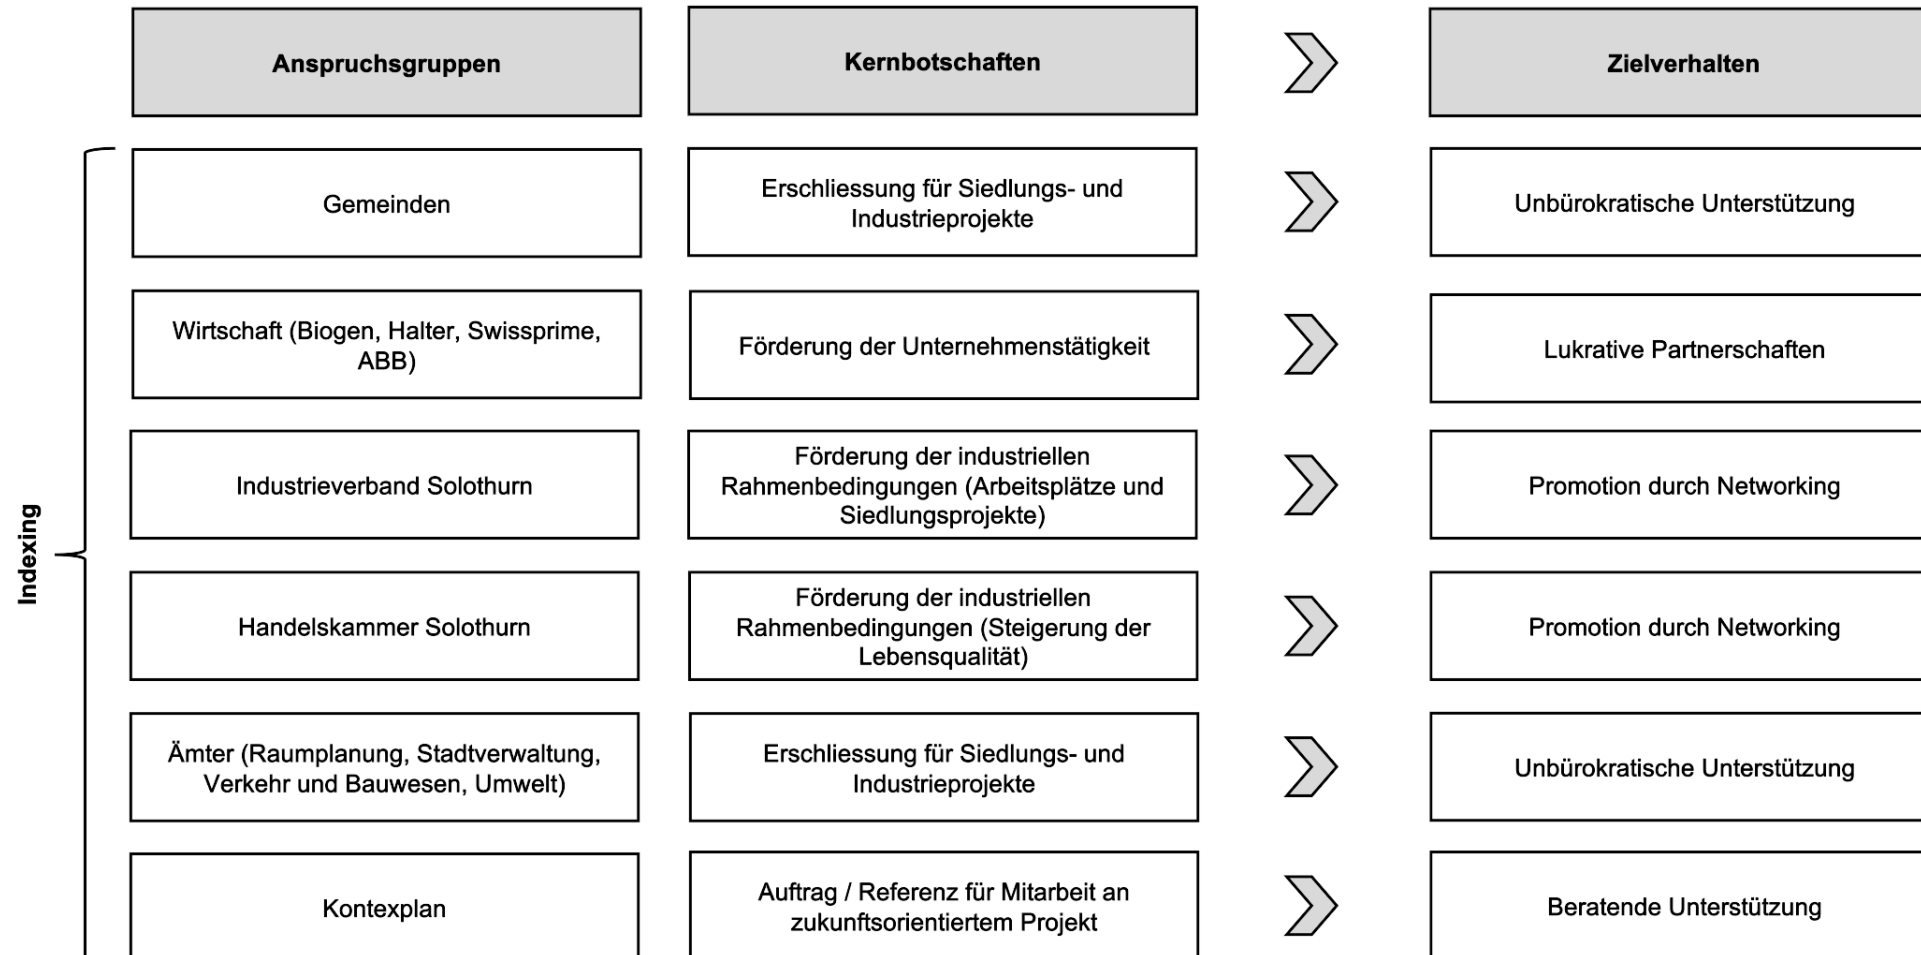 Anspruchsgruppen
Kernbotschaften
Zielverhalten
Indexing
Gemeinden
Erschliessung für Siedlungs- und
Industrieprojekte
Unbürokratische Unterstützung
Wirtschaft (Biogen, Halter, Swissprime,
ABB)
Förderung der Unternehmenstätigkeit
Lukrative Partnerschaften
Industrieverband Solothurn
Förderung der industriellen
Rahmenbedingungen (Arbeitsplätze und
Siedlungsprojekte)
Promotion durch Networking
Handelskammer Solothurn
Förderung der industriellen
Rahmenbedingungen (Steigerung der
Lebensqualität)
Promotion durch Networking
Ämter (Raumplanung, Stadtverwaltung,
Verkehr und Bauwesen, Umwelt)
Erschliessung für Siedlungs- und
Industrieprojekte
Unbürokratische Unterstützung
Kontexplan
Auftrag / Referenz für Mitarbeit an
zukunftsorientiertem Projekt
Beratende Unterstützung